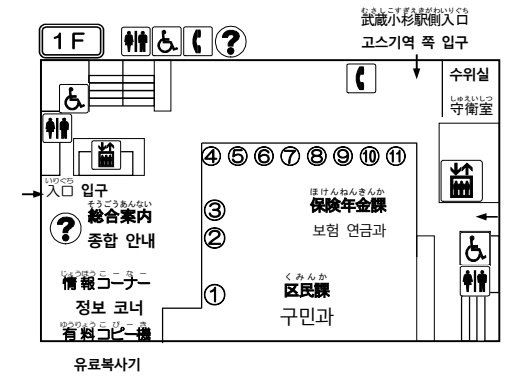 むさしこすぎえきがわいりぐち
武蔵小杉駅側入口
고스기역 쪽 입구
1F
?
수위실
しゅえいしつ
守衛室
④ ⑤ ⑥ ⑦ ⑧ ⑨ ⑩ ⑪
いりぐち
入口 입구
そうごうあんない
総合案内
? 종합 안내
③
②
①
ほけんねんきんか
保険年金課
보험 연금과
くみんか
区民課
구민과
じょうほうこーなー
情報コーナー
정보 코너
ゆうりょうこぴーき
有料コピー機
유료복사기